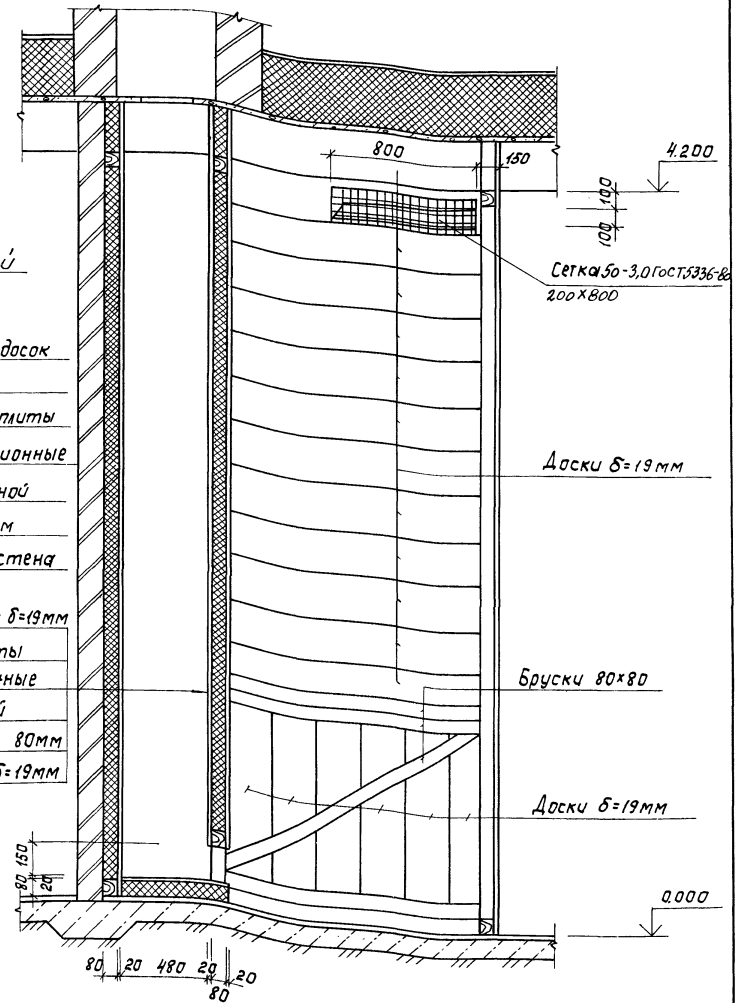 800
150
4.200
100
100
Сетка 50-3,0 ГОСТ 5336-80
200×800
й
досок
плиты
ионные
ной
м
стена
δ=19мм
ты
ные
й
80мм
δ=19мм
Доски δ=19мм
Бруски 80×80
Доски δ=19мм
150
20
80
0.000
80 20 480 20 20
80